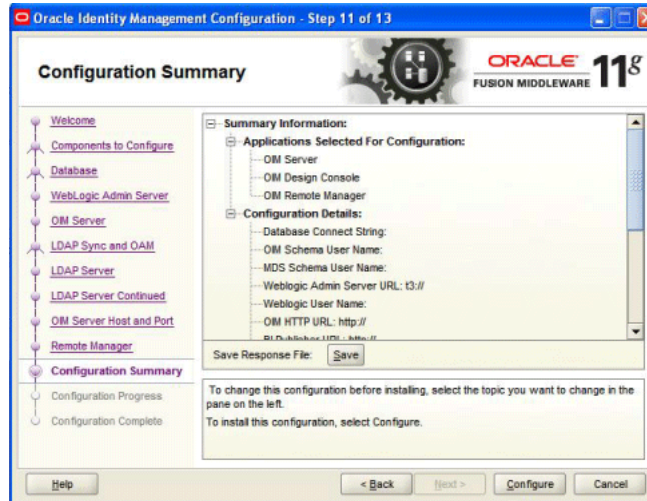 Oracle Identity Management Configuration - Step 11 of 13
Configuration Summary
ORACLE
FUSION MIDDLEWARE
11g
Welcome
Components to Configure
Database
WebLogic Admin Server
OIM Server
LDAP Sync and OAM
LDAP Server
LDAP Server Continued
OIM Server Host and Port
Remote Manager
Configuration Summary
Configuration Progress
Configuration Complete
Summary Information:
Applications Selected For Configuration:
OIM Server
OIM Design Console
OIM Remote Manager
Configuration Details:
Database Connect String:
OIM Schema User Name:
MDS Schema User Name:
Weblogic Admin Server URL: t3://
Weblogic User Name:
OIM HTTP URL: http://
BI Publisher URL: http://
Save Response File: Save
To change this configuration before installing, select the topic you want to change in the
pane on the left.
To install this configuration, select Configure.
Help
< Back
Next >
Configure
Cancel